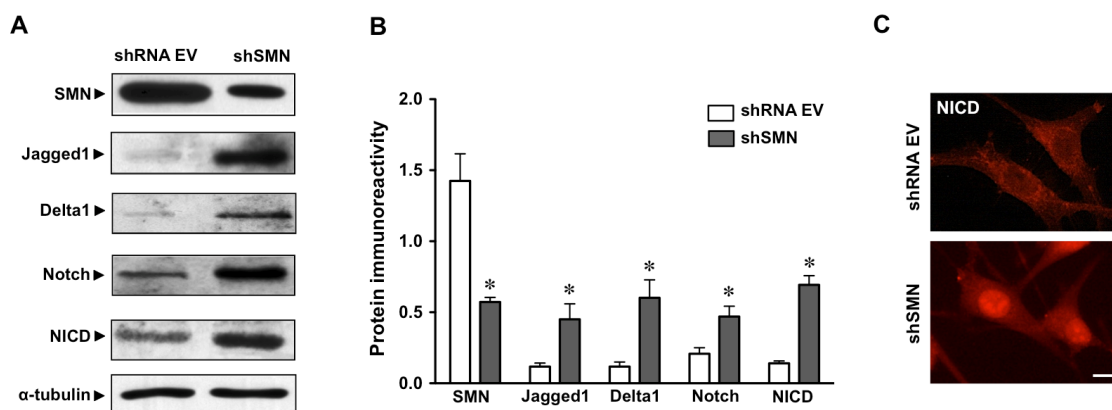 A
shRNA EV shSMN
SMN
Jagged1
Delta1
Notch
NICD
α-tubulin
B
Protein immunoreactivity
2.0
1.5
1.0
0.5
0.0
shRNA EV
shSMN
*
*
*
*
*
SMN Jagged1 Delta1 Notch NICD
C
NICD
shRNA EV
shSMN